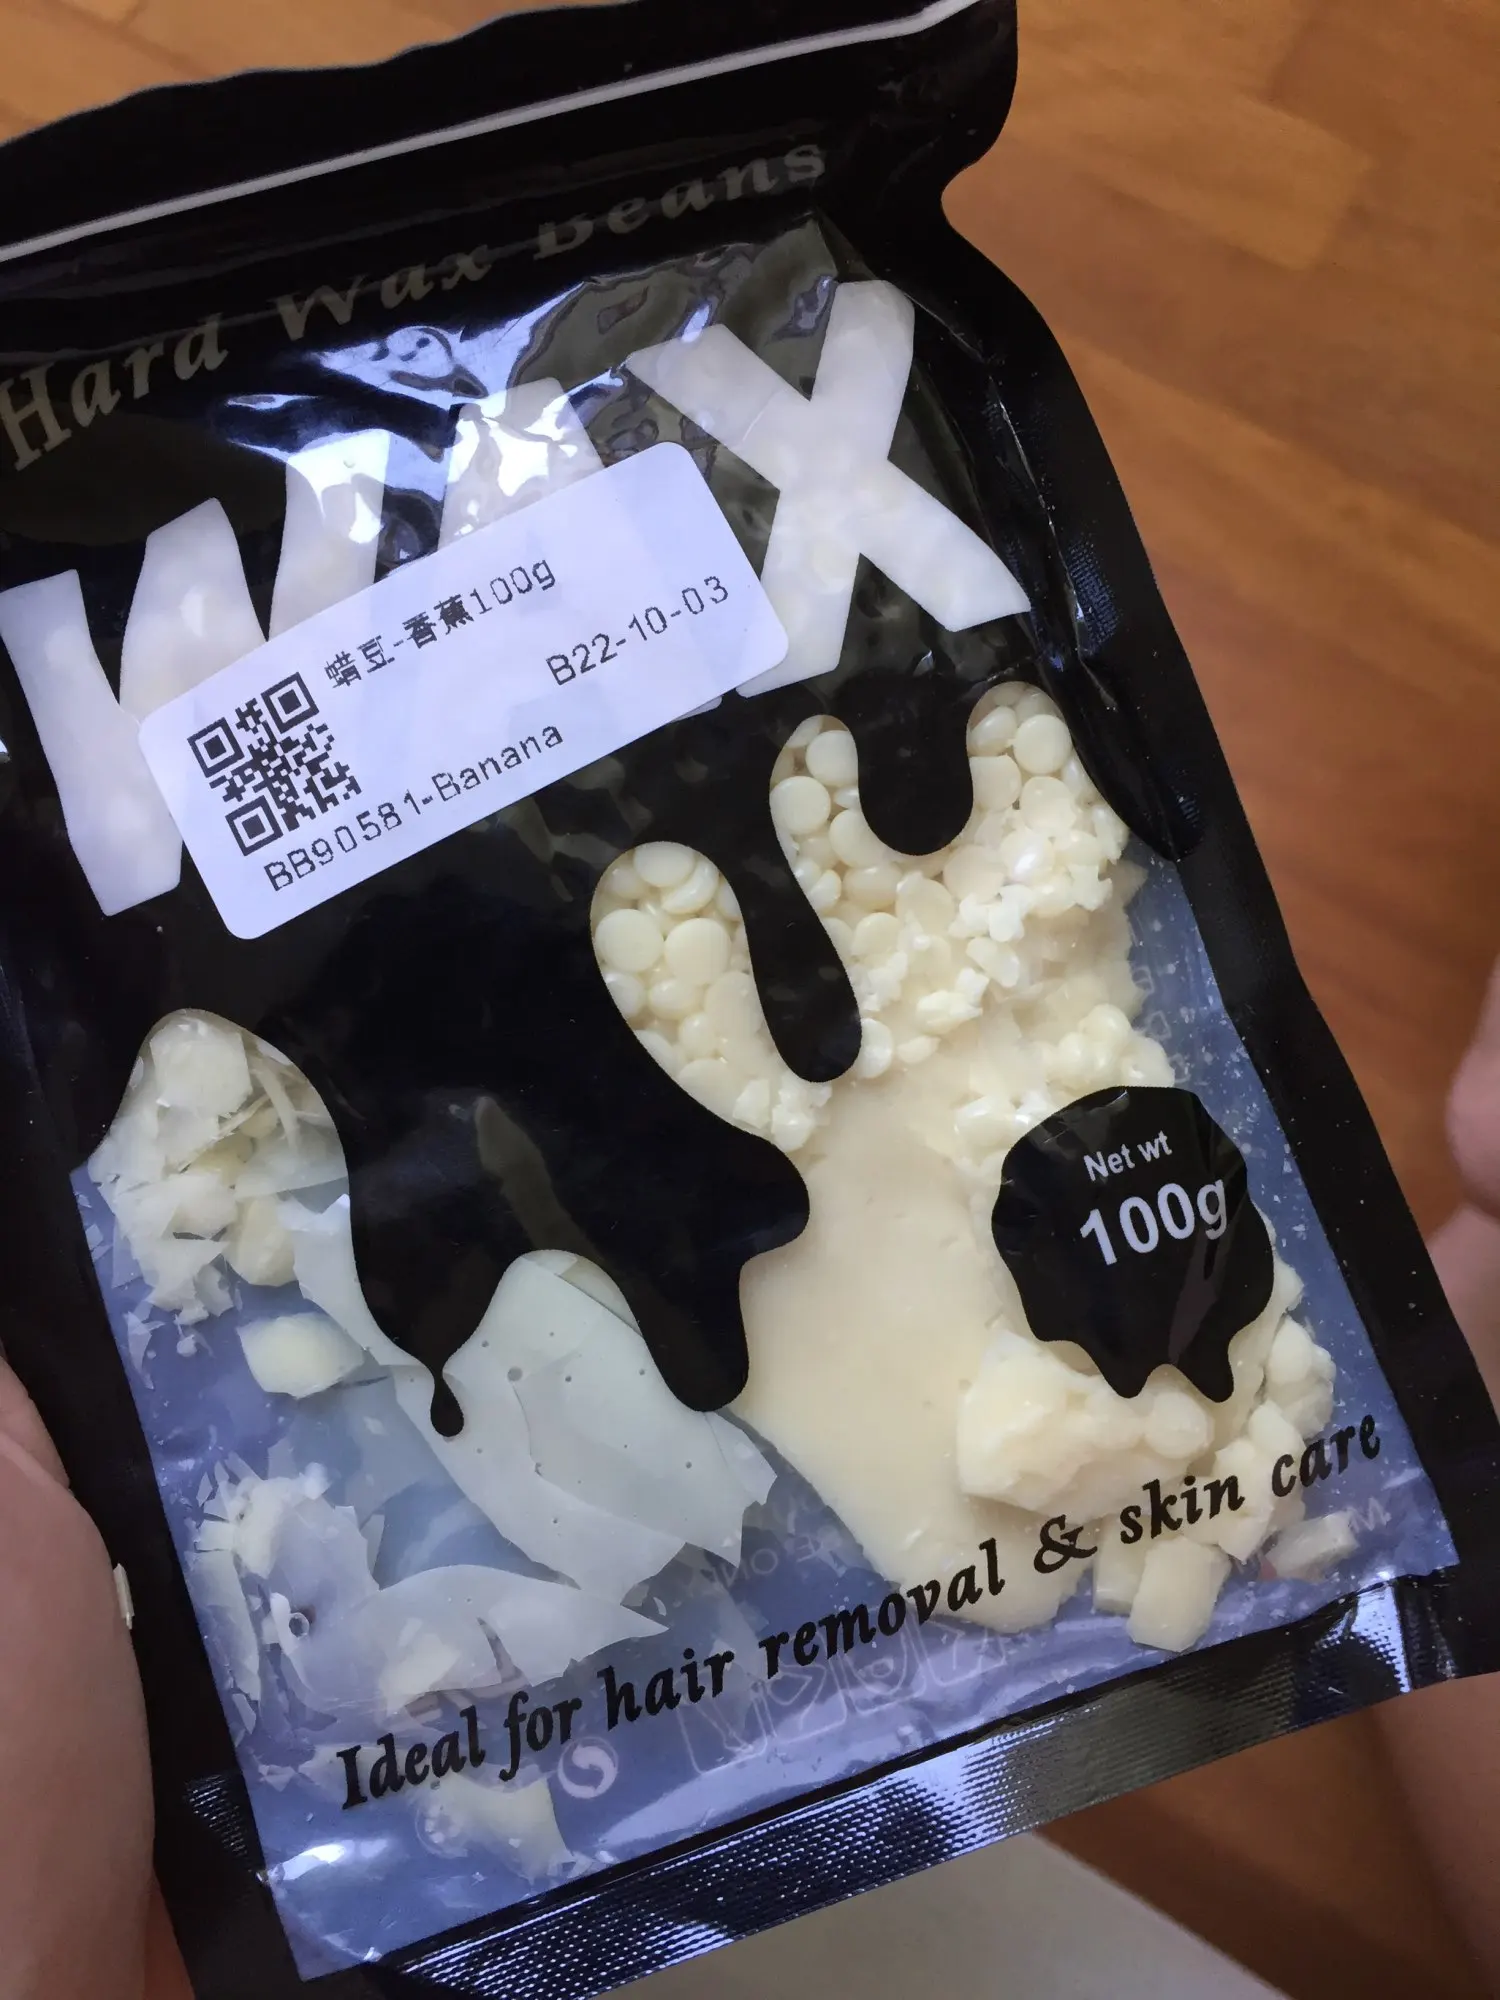 Hard Wax Beans
WAX
蜡豆-香蕉100g
B22-10-03
BB90581-Banana
Net wt
100g
Ideal for hair removal & skin care